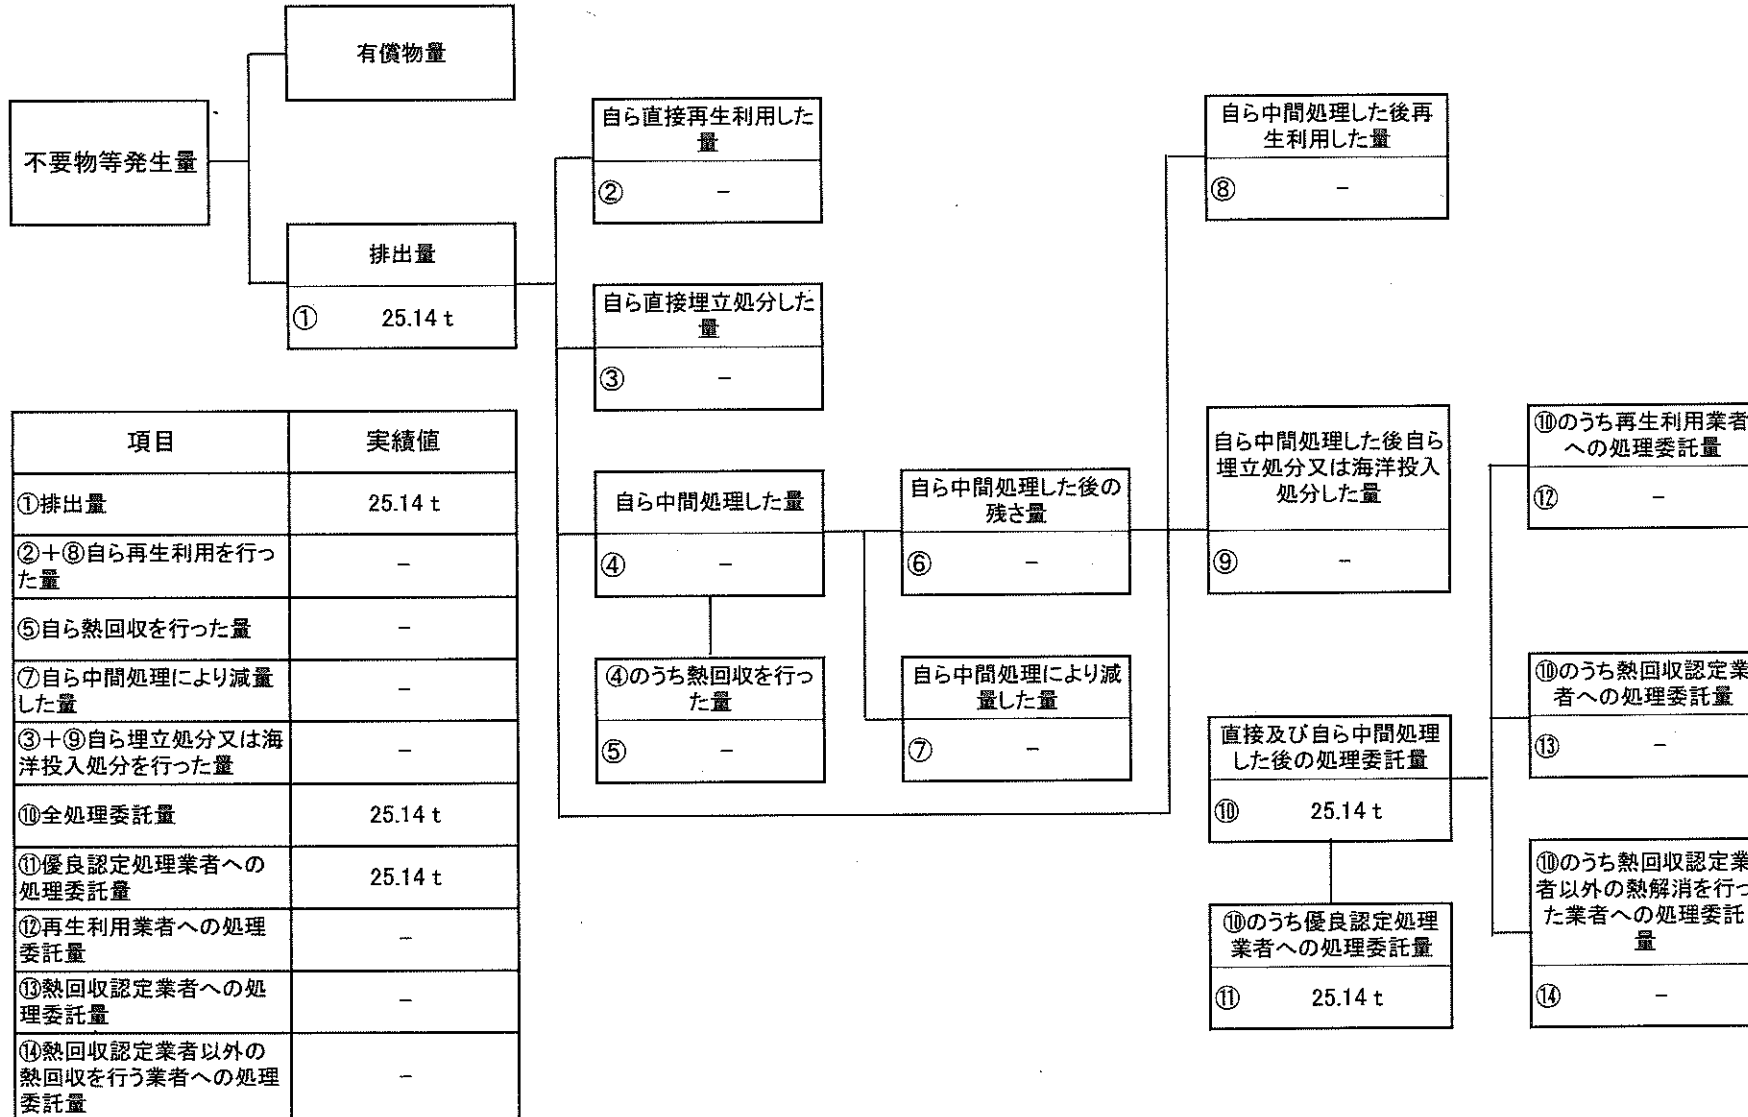 有償物量
不要物等発生量
排出量
① 25.14 t
自ら直接再生利用した
量
② －
自ら直接埋立処分した
量
③ －
自ら中間処理した量
④ －
④のうち熱回収を行っ
た量
⑤ －
自ら中間処理した後の
残さ量
⑥ －
自ら中間処理により減
量した量
⑦ －
自ら中間処理した後再
生利用した量
⑧ －
自ら中間処理した後自ら
埋立処分又は海洋投入
処分した量
⑨ －
直接及び自ら中間処理
した後の処理委託量
⑩ 25.14 t
⑩のうち優良認定処理
業者への処理委託量
⑪ 25.14 t
⑩のうち再生利用業者
への処理委託量
⑫ －
⑩のうち熱回収認定業
者への処理委託量
⑬ －
⑩のうち熱回収認定業
者以外の熱解消を行っ
た業者への処理委託
量
⑭ －
項目 実績値
①排出量 25.14 t
②＋⑧自ら再生利用を行っ
た量 －
⑤自ら熱回収を行った量 －
⑦自ら中間処理により減量
した量 －
③＋⑨自ら埋立処分又は海
洋投入処分を行った量 －
⑩全処理委託量 25.14 t
⑪優良認定処理業者への
処理委託量 25.14 t
⑫再生利用業者への処理
委託量 －
⑬熱回収認定業者への処
理委託量 －
⑭熱回収認定業者以外の
熱回収を行う業者への処理
委託量 －